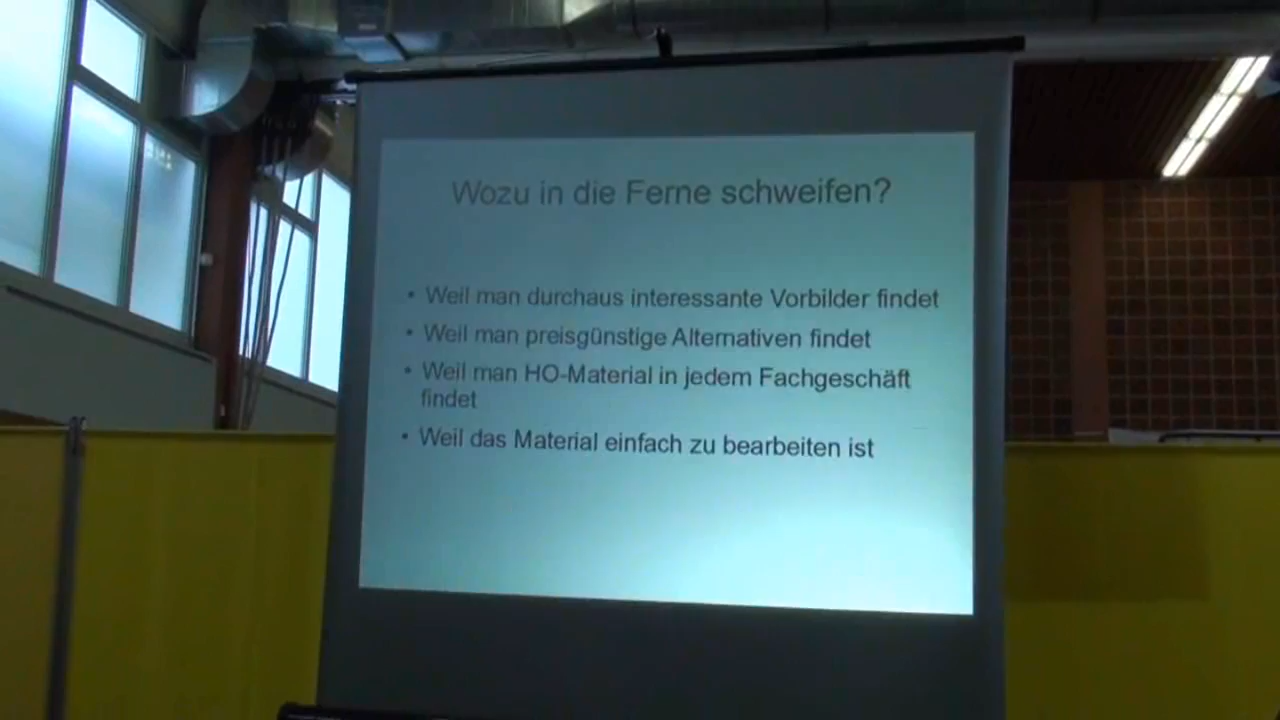 Wozu in die Ferne schweifen?
• Weil man durchaus interessante Vorbilder findet
• Weil man preisgünstige Alternativen findet
• Weil man HO-Material in jedem Fachgeschäft
findet
• Weil das Material einfach zu bearbeiten ist